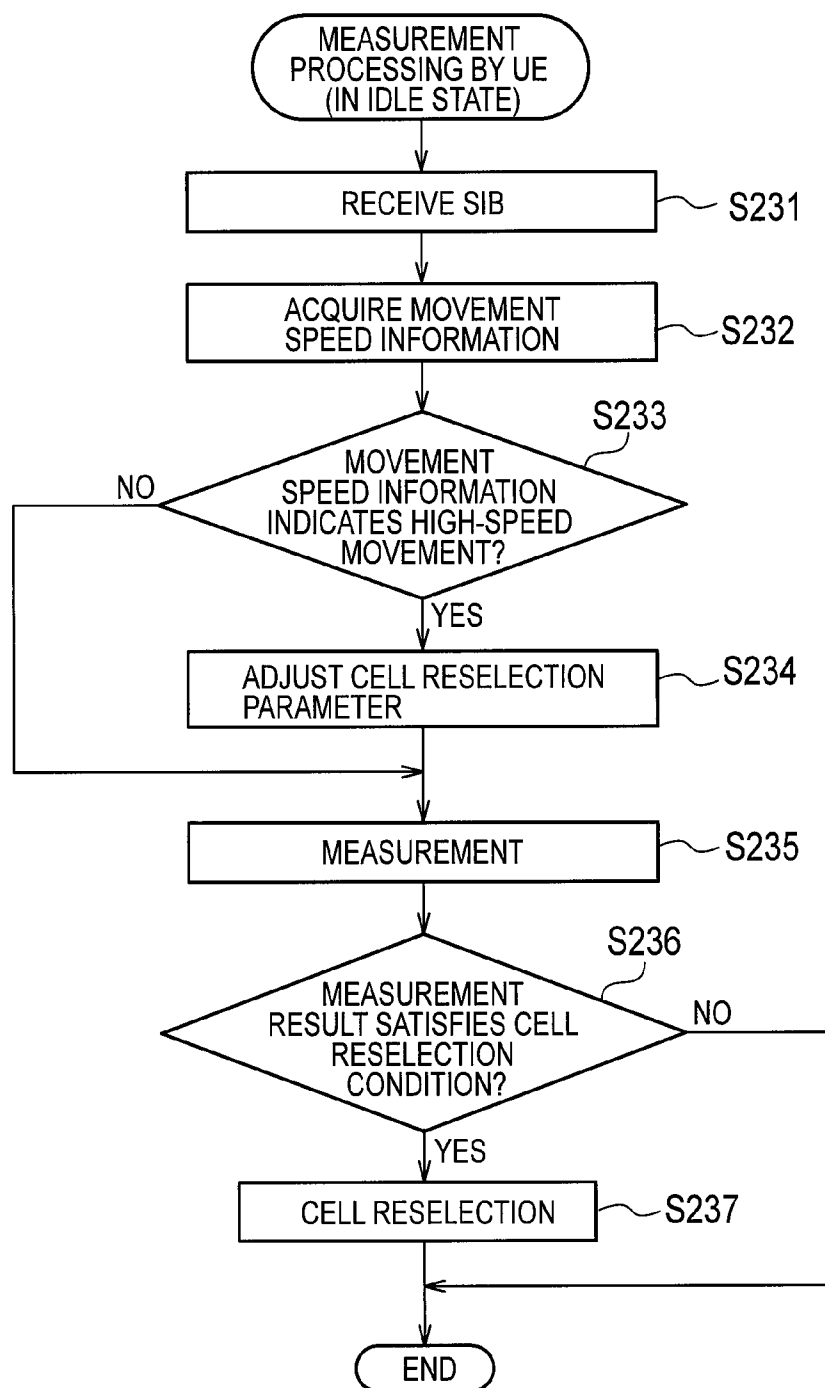 MEASUREMENT
PROCESSING BY UE
(IN IDLE STATE)
RECEIVE SIB
S231
ACQUIRE MOVEMENT
SPEED INFORMATION
S232
S233
MOVEMENT
SPEED INFORMATION
INDICATES HIGH-SPEED
MOVEMENT?
NO
YES
ADJUST CELL RESELECTION
PARAMETER
S234
MEASUREMENT
S235
S236
MEASUREMENT
RESULT SATISFIES CELL
RESELECTION
CONDITION?
NO
YES
CELL RESELECTION
S237
END